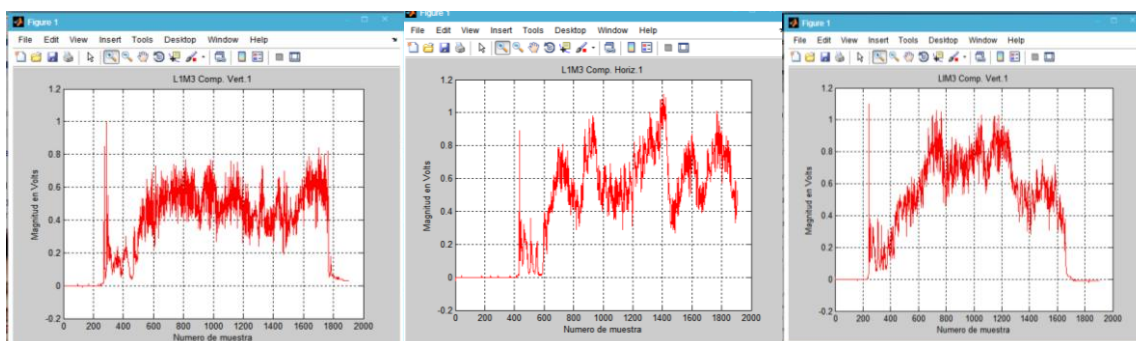 Figure 1
File Edit View Insert Tools Desktop Window Help
L1M3 Comp. Vert.1
1.2
1
0.8
0.6
0.4
0.2
0
-0.2
Magnitud en Volts
0 200 400 600 800 1000 1200 1400 1600 1800 2000
Numero de muestra
Figure 1
File Edit View Insert Tools Desktop Window Help
L1M3 Comp. Horiz.1
1.2
1
0.8
0.6
0.4
0.2
0
-0.2
Magnitud en Volts
0 200 400 600 800 1000 1200 1400 1600 1800 2000
Numero de muestra
Figure 1
File Edit View Insert Tools Desktop Window Help
LIM3 Comp. Vert.1
1.2
1
0.8
0.6
0.4
0.2
0
-0.2
Magnitud en Volts
0 200 400 600 800 1000 1200 1400 1600 1800 2000
Numero de muestra